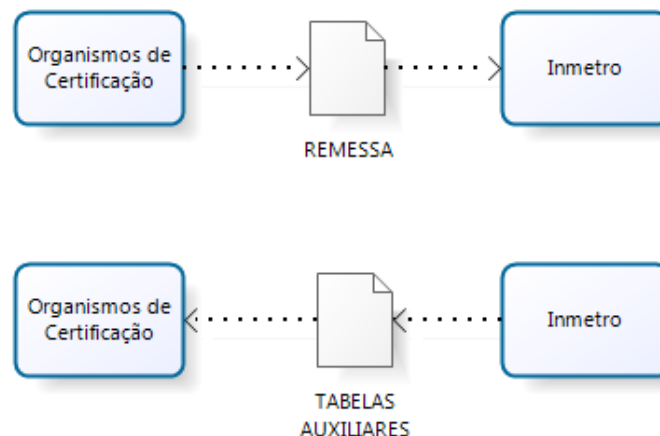 Organismos de
Certificação
Inmetro
REMESSA
Organismos de
Certificação
Inmetro
TABELAS
AUXILIARES